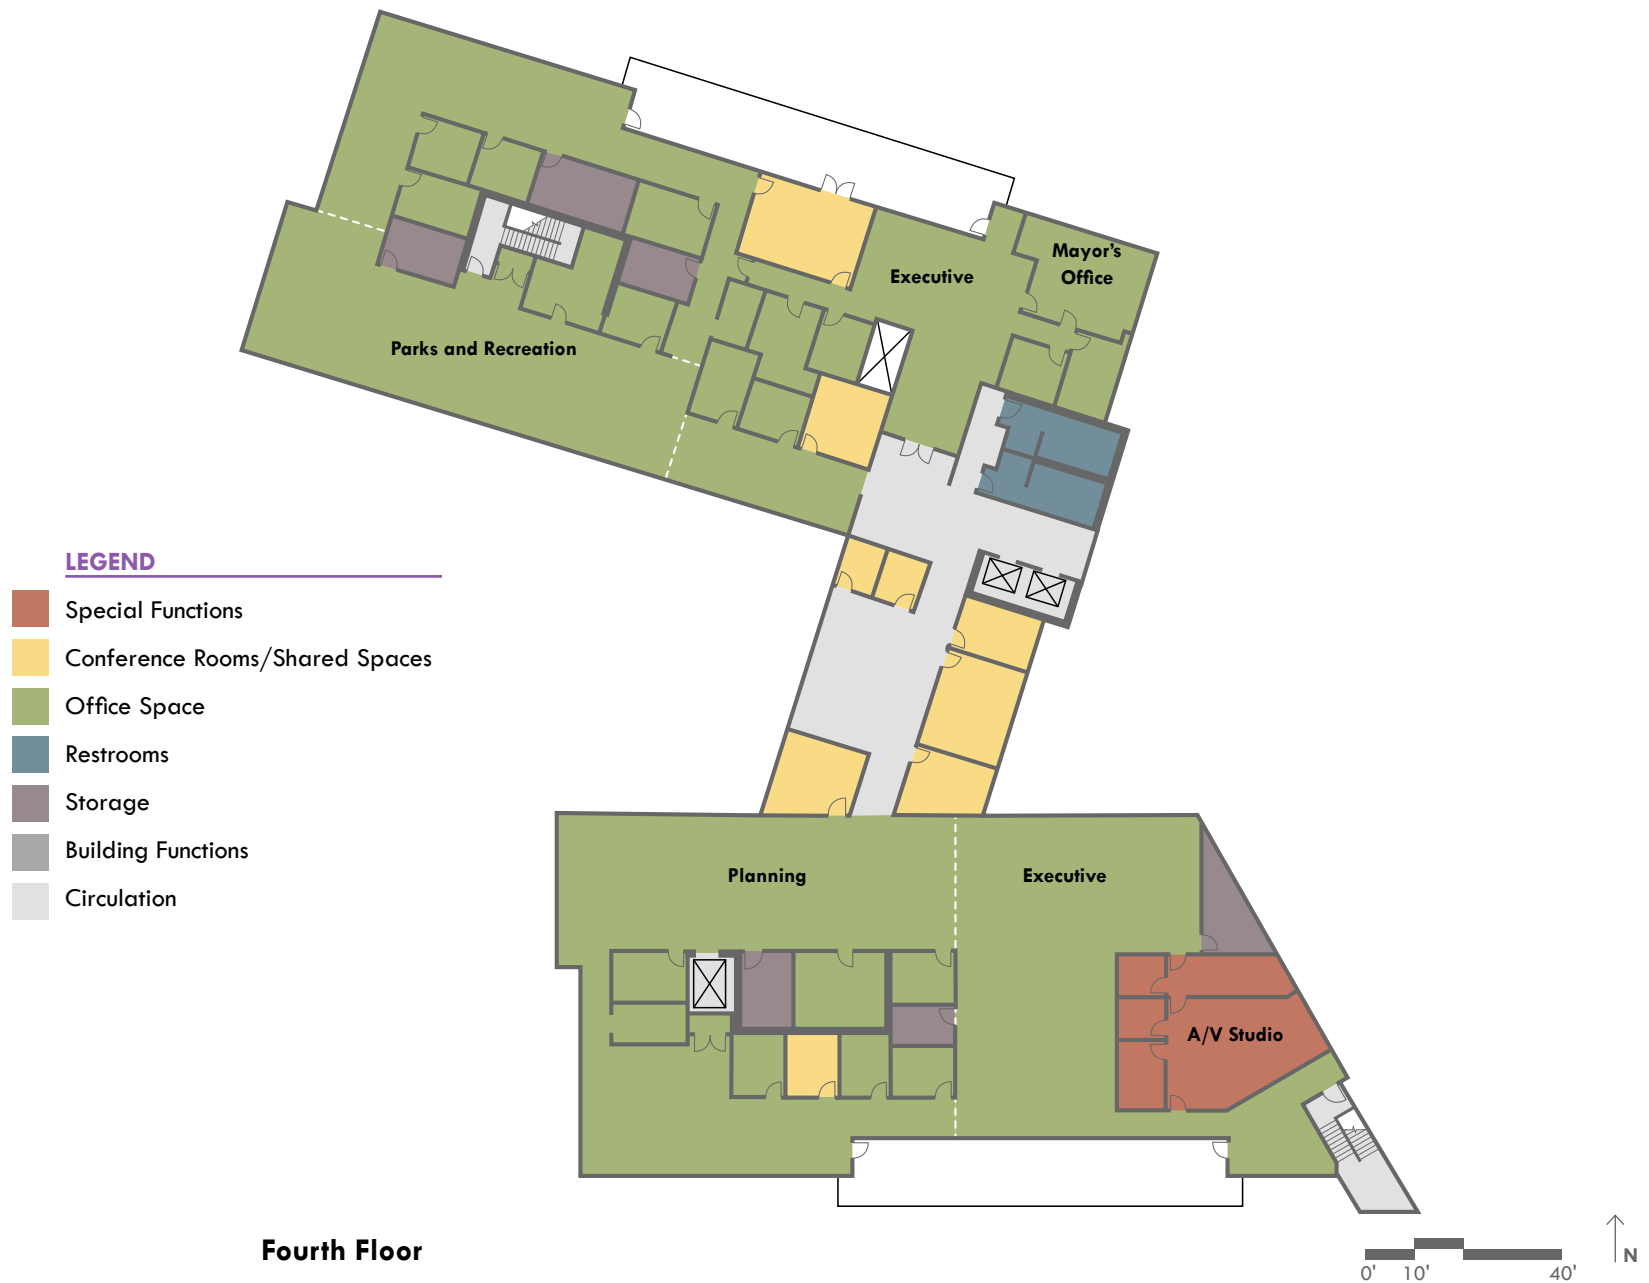 Mayor's
Office
Executive
Parks and Recreation
LEGEND
Special Functions
Conference Rooms/Shared Spaces
Office Space
Restrooms
Storage
Building Functions
Circulation
Planning
Executive
A/V Studio
Fourth Floor
0' 10' 40'
N